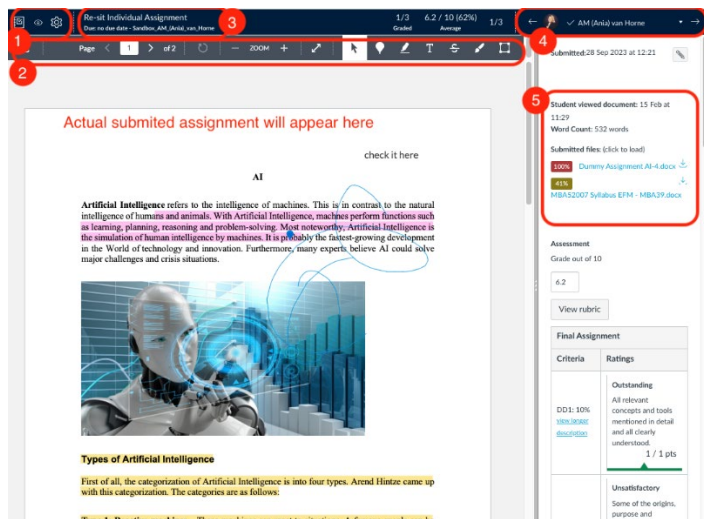 1
Re-sit Individual Assignment
Due: no due date - Sandbox_AM_(Ania)_van_Horne
3
1/3
Graded
6.2 / 10 (62%)
Average
1/3
4
AM (Ania) van Horne
2
Page 1 of 2
ZOOM
T
S
Submitted:28 Sep 2023 at 12:21
5
Student viewed document: 15 Feb at
11:29
Word Count: 532 words
Submitted files: (click to load)
100% Dummy Assignment AI-4.docx
41%
MBA52007 Syllabus EFM - MBA39.docx
Assessment
Grade out of 10
6.2
View rubric
Final Assignment
Criteria Ratings
DD1: 10%
view longer
description
Outstanding
All relevant
concepts and tools
mentioned in detail
and all clearly
understood.
1 / 1 pts
Unsatisfactory
Some of the origins,
purpose and
Actual submited assignment will appear here
check it here
AI
Artificial Intelligence refers to the intelligence of machines. This is in contrast to the natural
intelligence of humans and animals. With Artificial Intelligence, machines perform functions such
as learning, planning, reasoning and problem-solving. Most noteworthy, Artificial Intelligence is
the simulation of human intelligence by machines. It is probably the fastest-growing development
in the World of technology and innovation. Furthermore, many experts believe AI could solve
major challenges and crisis situations.
Types of Artificial Intelligence
First of all, the categorization of Artificial Intelligence is into four types. Arend Hintze came up
with this categorization. The categories are as follows: